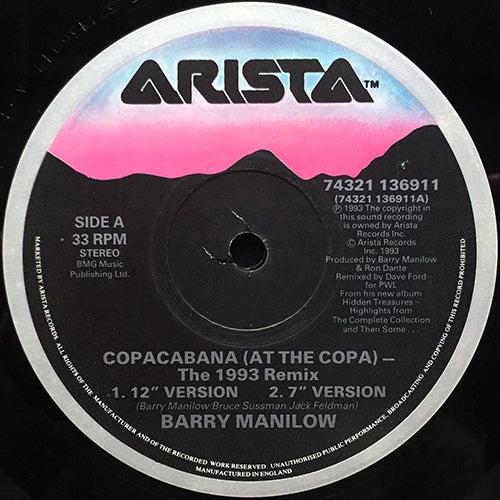 ARISTA™
74321 136911
(74321 136911A)
℗ 1993 The copyright in
this sound recording
is owned by Arista
Records Inc.
© Arista Records
Inc. 1993
Produced by Barry Manilow
& Ron Dante
Remixed by Dave Ford
for PWL
From his new album
Hidden Treasures –
Highlights from
The Complete Collection
and Then Some . . .
SIDE A
33 RPM
STEREO
BMG Music
Publishing Ltd.
COPACABANA (AT THE COPA) –
The 1993 Remix
1. 12" VERSION 2. 7" VERSION
(Barry Manilow Bruce Sussman Jack Feldman)
BARRY MANILOW
MARKETED BY ARISTA RECORDS. ALL RIGHTS OF THE MANUFACTURER AND OF THE RECORDED WORK RESERVED. UNAUTHORISED PUBLIC PERFORMANCE, BROADCASTING AND COPYING OF THIS RECORD PROHIBITED
MANUFACTURED IN ENGLAND